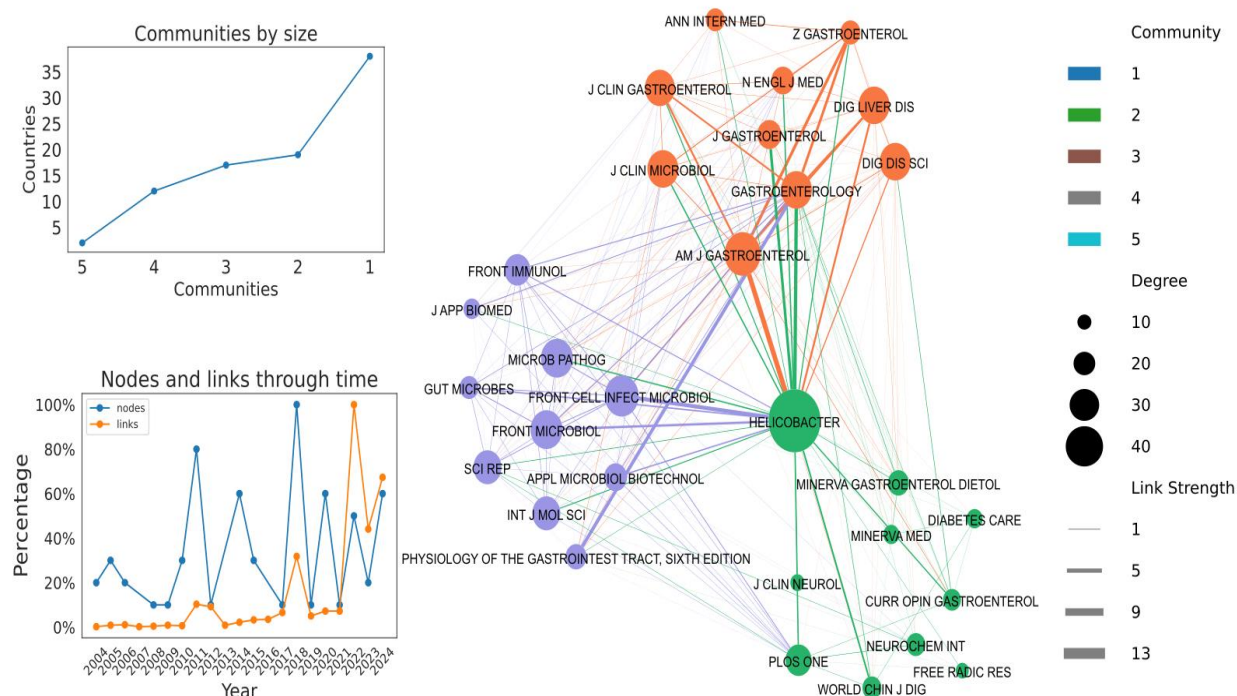 Communities by size
35
30
25
20
15
10
5
Countries
5 4 3 2 1
Communities
Nodes and links through time
nodes
links
100%
80%
60%
40%
20%
0%
Percentage
2004 2005 2006 2007 2008 2009 2010 2011 2012 2013 2014 2015 2016 2017 2018 2019 2020 2021 2022 2023 2024
Year
ANN INTERN MED
Z GASTROENTEROL
N ENGL J MED
J CLIN GASTROENTEROL
DIG LIVER DIS
J GASTROENTEROL
DIG DIS SCI
J CLIN MICROBIOL
GASTROENTEROLOGY
AM J GASTROENTEROL
FRONT IMMUNOL
J APP BIOMED
MICROB PATHOG
GUT MICROBES
FRONT CELL INFECT MICROBIOL
HELICOBACTER
FRONT MICROBIOL
SCI REP
APPL MICROBIOL BIOTECHNOL
MINERVA GASTROENTEROL DIETOL
INT J MOL SCI
DIABETES CARE
MINERVA MED
PHYSIOLOGY OF THE GASTROINTEST TRACT, SIXTH EDITION
J CLIN NEUROL
CURR OPIN GASTROENTEROL
NEUROCHEM INT
PLOS ONE
FREE RADIC RES
WORLD CHIN J DIG
Community
1
2
3
4
5
Degree
10
20
30
40
Link Strength
1
5
9
13